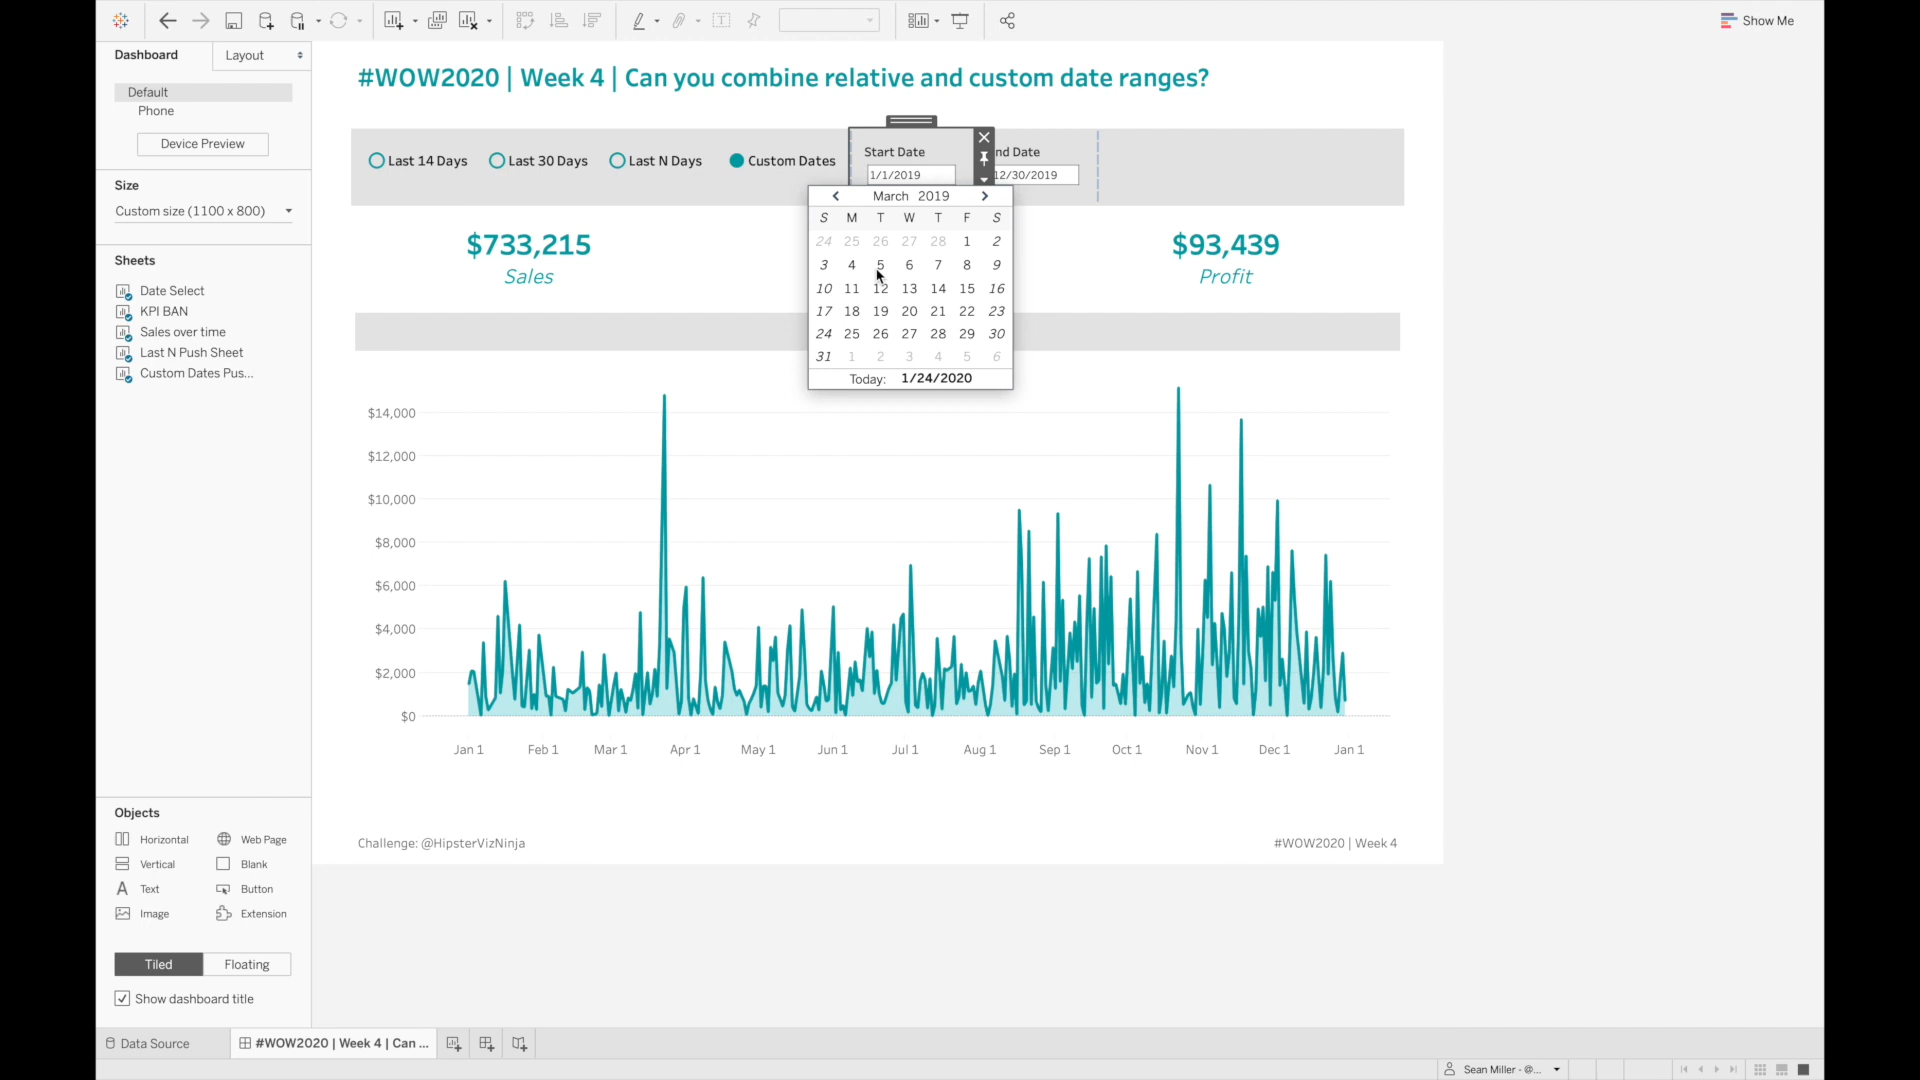 Show Me
Dashboard
Layout
Default
Phone
Device Preview
Size
Custom size (1100 x 800)
Sheets
Date Select
KPI BAN
Sales over time
Last N Push Sheet
Custom Dates Pus...
Objects
Horizontal
Web Page
Vertical
Blank
Text
Button
Image
Extension
Tiled
Floating
Show dashboard title
#WOW2020 | Week 4 | Can you combine relative and custom date ranges?
Last 14 Days
Last 30 Days
Last N Days
Custom Dates
Start Date
1/1/2019
nd Date
12/30/2019
March 2019
S M T W T F S
24 25 26 27 28 1 2
3 4 5 6 7 8 9
10 11 12 13 14 15 16
17 18 19 20 21 22 23
24 25 26 27 28 29 30
31 1 2 3 4 5 6
Today: 1/24/2020
$733,215
Sales
$93,439
Profit
$14,000
$12,000
$10,000
$8,000
$6,000
$4,000
$2,000
$0
Jan 1 Feb 1 Mar 1 Apr 1 May 1 Jun 1 Jul 1 Aug 1 Sep 1 Oct 1 Nov 1 Dec 1 Jan 1
Challenge: @HipsterVizNinja
#WOW2020 | Week 4
Data Source
#WOW2020 | Week 4 | Can ...
Sean Miller - @...